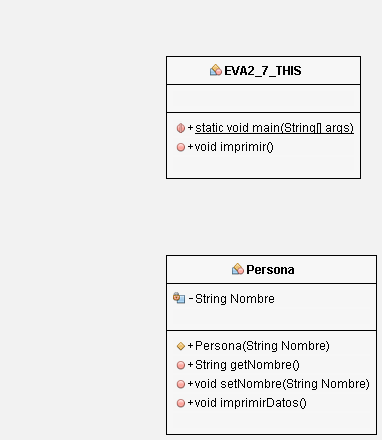 EVA2_7_THIS
+ static void main(String[] args)
+ void imprimir()
Persona
- String Nombre
+ Persona(String Nombre)
+ String getNombre()
+ void setNombre(String Nombre)
+ void imprimirDatos()